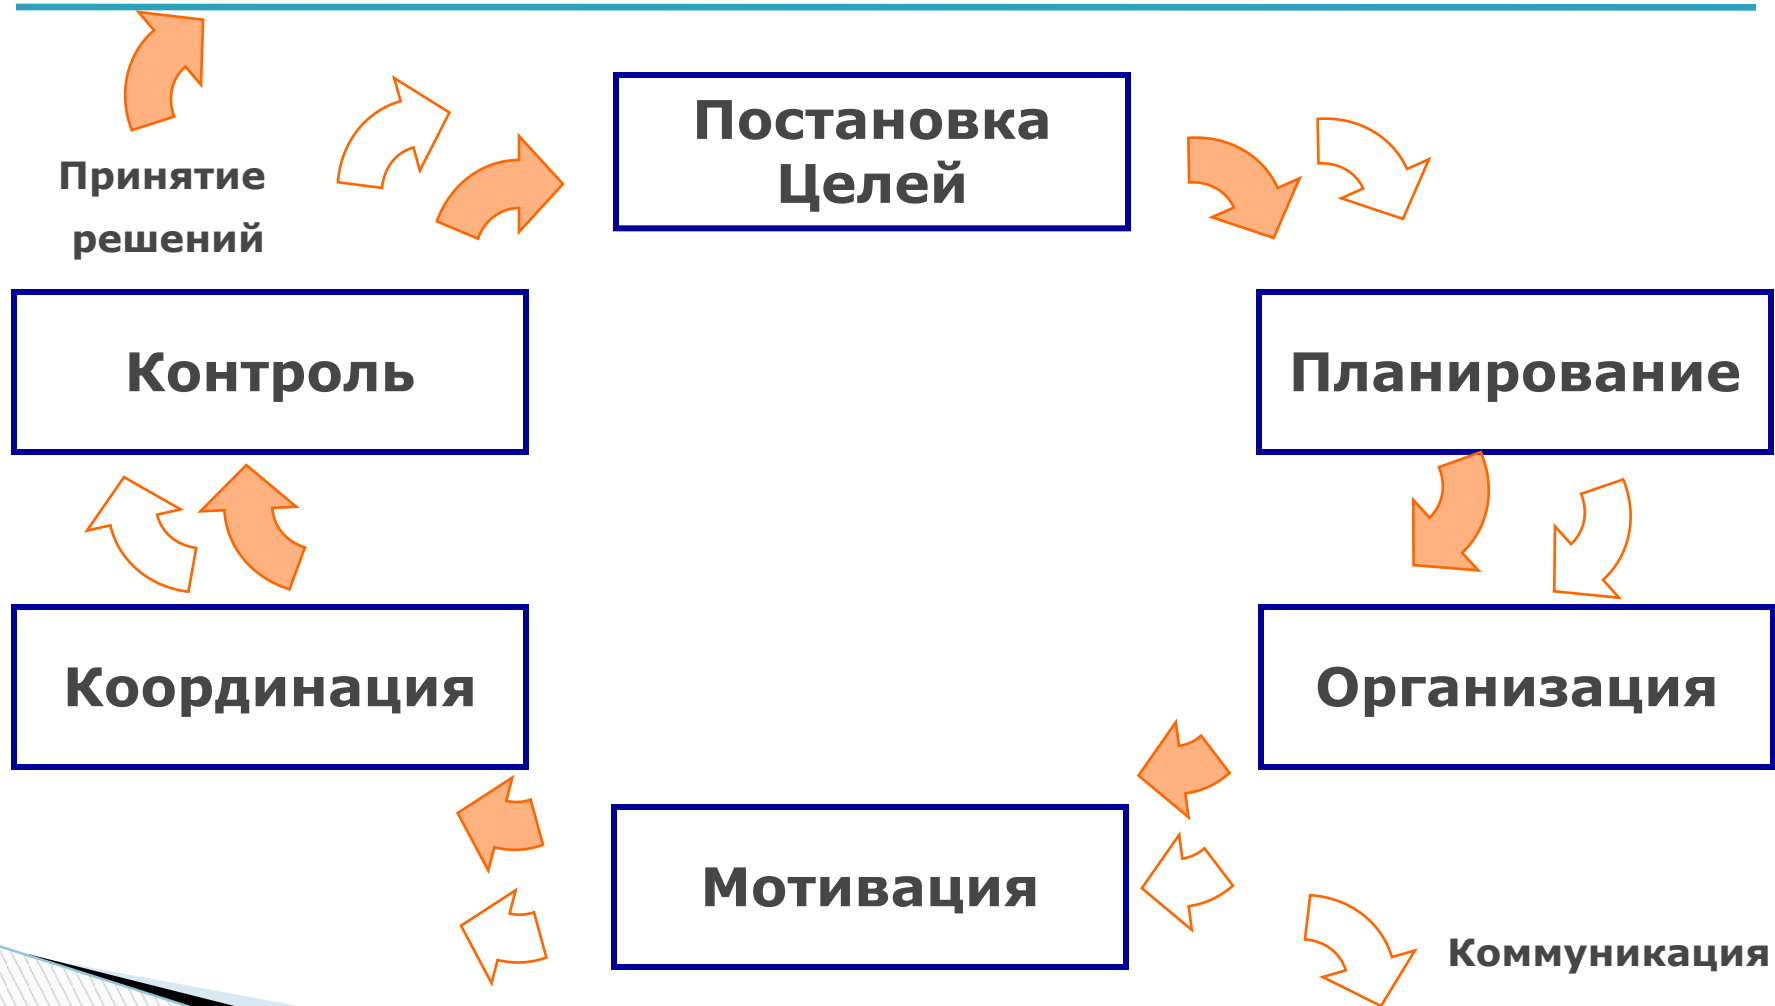 Постановка
Целей
Принятие
решений
Контроль
Планирование
Координация
Организация
Мотивация
Коммуникация